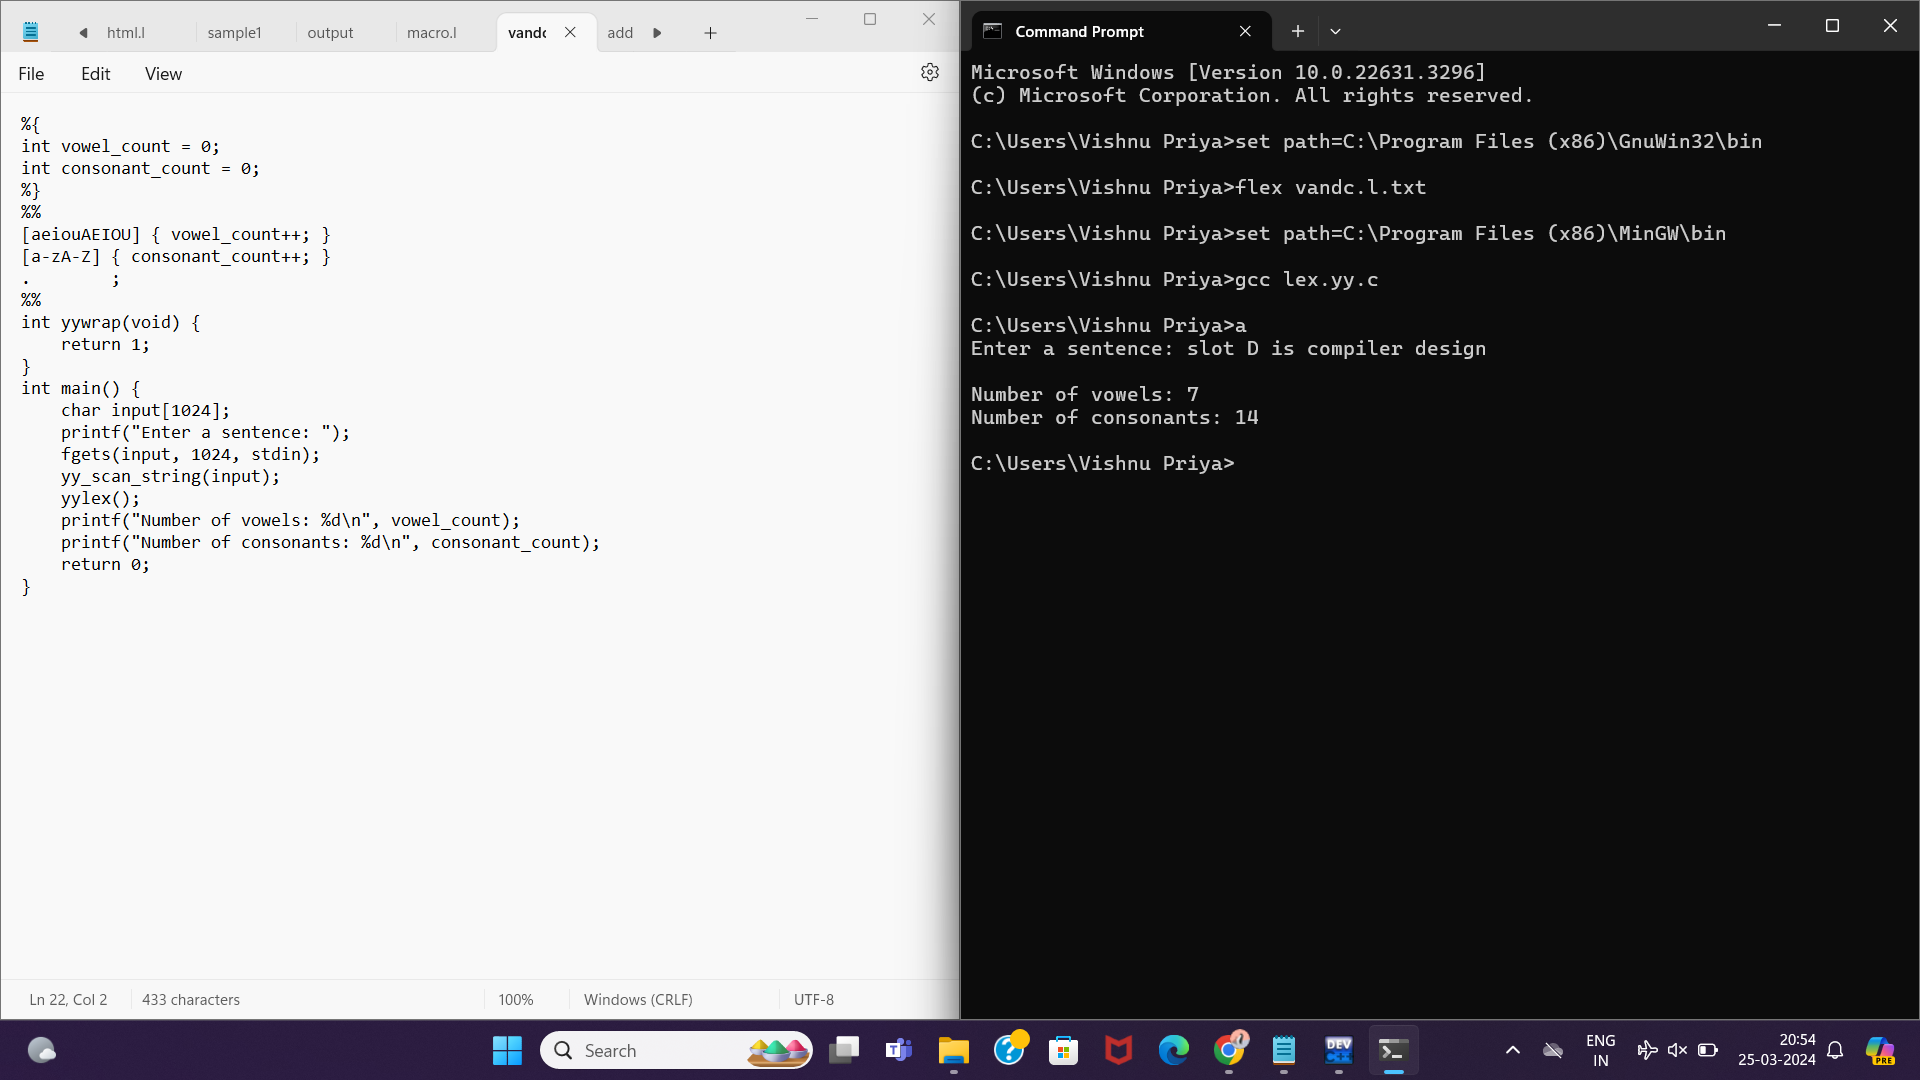 html.l sample1 output macro.l vandc add
File Edit View
%{
int vowel_count = 0;
int consonant_count = 0;
%}
%%
[aeiouAEIOU] { vowel_count++; }
[a-zA-Z] { consonant_count++; }
.        ;
%%
int yywrap(void) {
    return 1;
}
int main() {
    char input[1024];
    printf("Enter a sentence: ");
    fgets(input, 1024, stdin);
    yy_scan_string(input);
    yylex();
    printf("Number of vowels: %d\n", vowel_count);
    printf("Number of consonants: %d\n", consonant_count);
    return 0;
}
Ln 22, Col 2 433 characters 100% Windows (CRLF) UTF-8
Command Prompt
Microsoft Windows [Version 10.0.22631.3296]
(c) Microsoft Corporation. All rights reserved.
C:\Users\Vishnu Priya>set path=C:\Program Files (x86)\GnuWin32\bin
C:\Users\Vishnu Priya>flex vandc.l.txt
C:\Users\Vishnu Priya>set path=C:\Program Files (x86)\MinGW\bin
C:\Users\Vishnu Priya>gcc lex.yy.c
C:\Users\Vishnu Priya>a
Enter a sentence: slot D is compiler design
Number of vowels: 7
Number of consonants: 14
C:\Users\Vishnu Priya>
Search
DEV
C++
ENG
IN
20:54
25-03-2024
PRE